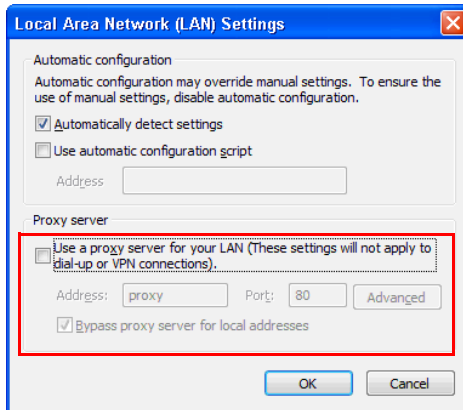 Local Area Network (LAN) Settings
Automatic configuration
Automatic configuration may override manual settings. To ensure the
use of manual settings, disable automatic configuration.
Automatically detect settings
Use automatic configuration script
Address
Proxy server
Use a proxy server for your LAN (These settings will not apply to
dial-up or VPN connections).
Address: proxy Port: 80 Advanced
Bypass proxy server for local addresses
OK Cancel